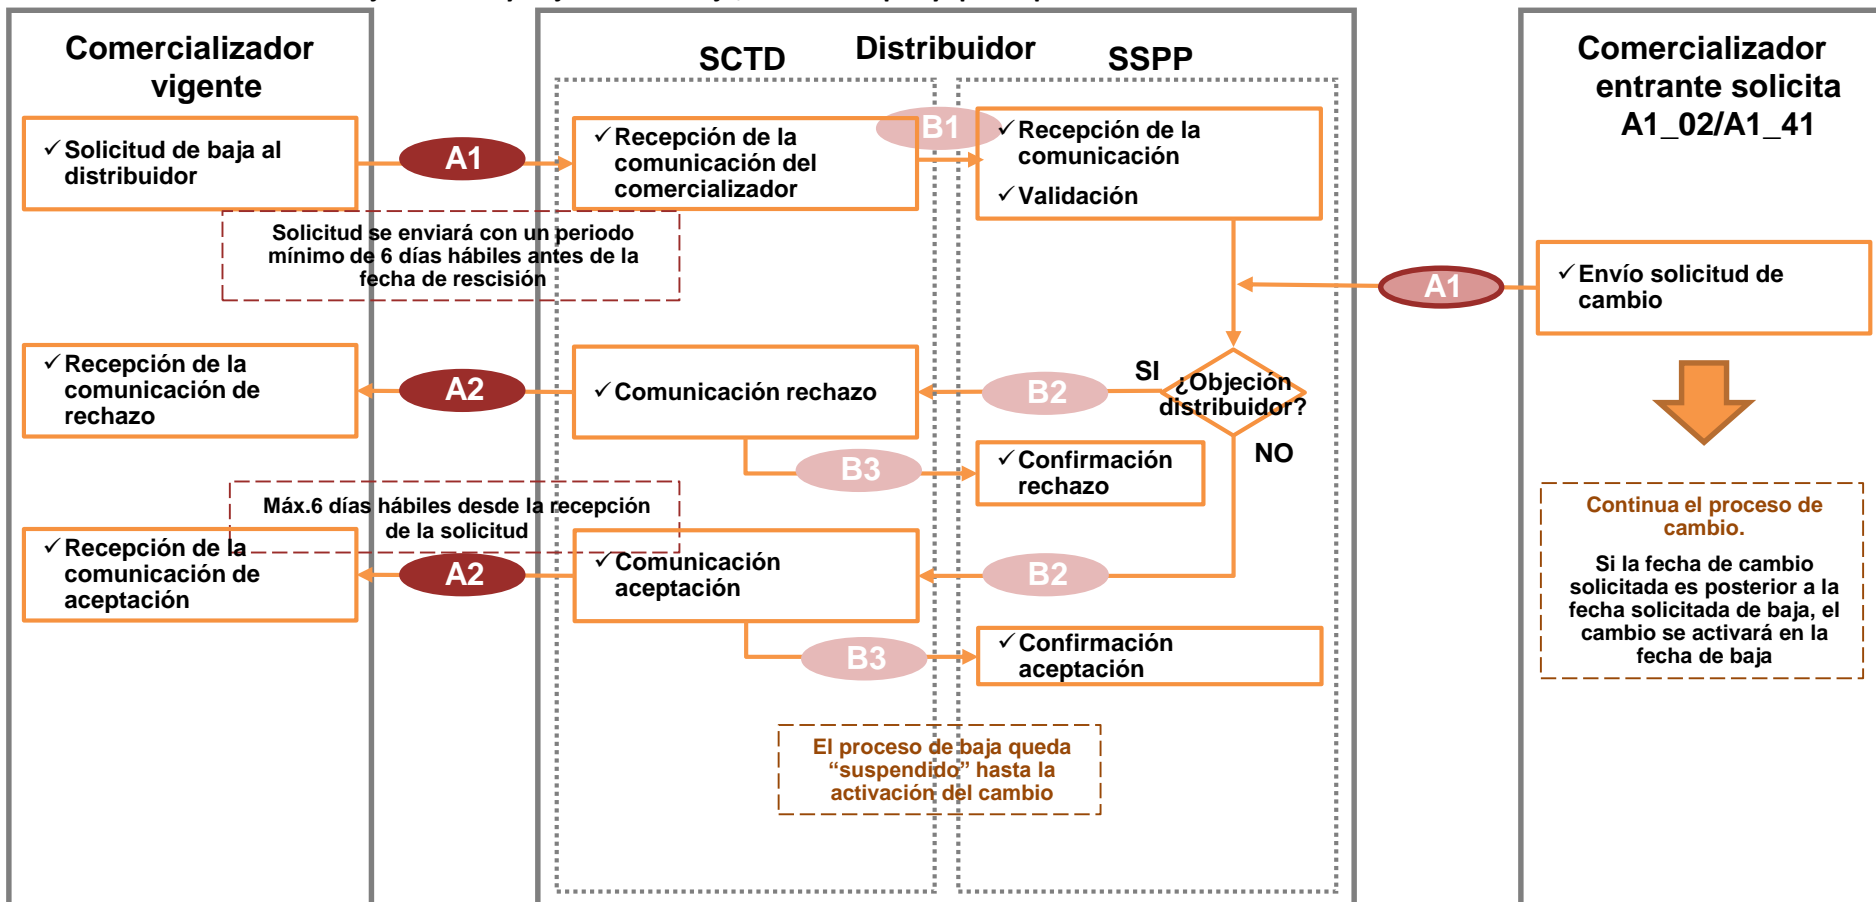 Comercializador
vigente
Distribuidor
SCTD
SSPP
Comercializador
entrante solicita
A1_02/A1_41
✓ Solicitud de baja al
distribuidor
A1
✓ Recepción de la
comunicación del
comercializador
B1
✓ Recepción de la
comunicación
✓ Validación
Solicitud se enviará con un periodo
mínimo de 6 días hábiles antes de la
fecha de rescisión
A1
✓ Envío solicitud de
cambio
✓ Recepción de la
comunicación de
rechazo
A2
✓ Comunicación rechazo
B2
SI
¿Objeción
distribuidor?
NO
B3
✓ Confirmación
rechazo
Máx.6 días hábiles desde la recepción
de la solicitud
✓ Recepción de la
comunicación de
aceptación
A2
✓ Comunicación
aceptación
B2
B3
✓ Confirmación
aceptación
Continua el proceso de
cambio.
Si la fecha de cambio
solicitada es posterior a la
fecha solicitada de baja, el
cambio se activará en la
fecha de baja
El proceso de baja queda
“suspendido” hasta la
activación del cambio